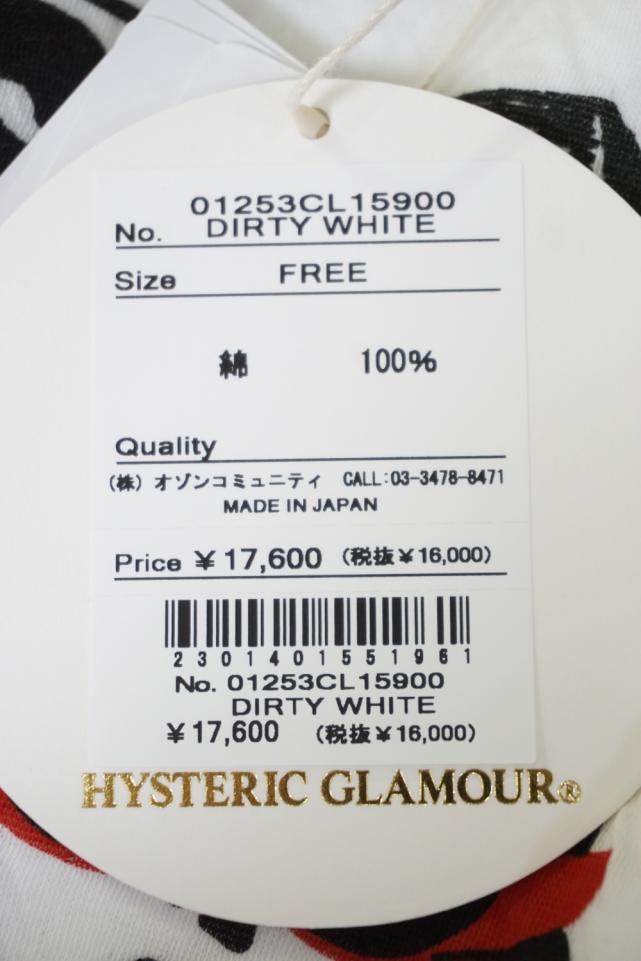 01253CL15900
No. DIRTY WHITE
Size FREE
綿 100%
Quality
(株) オゾンコミュニティ CALL:03-3478-8471
MADE IN JAPAN
Price ¥17,600 (税抜¥16,000)
2301401551961
No. 01253CL15900
DIRTY WHITE
¥17,600 (税抜¥16,000)
HYSTERIC GLAMOUR®